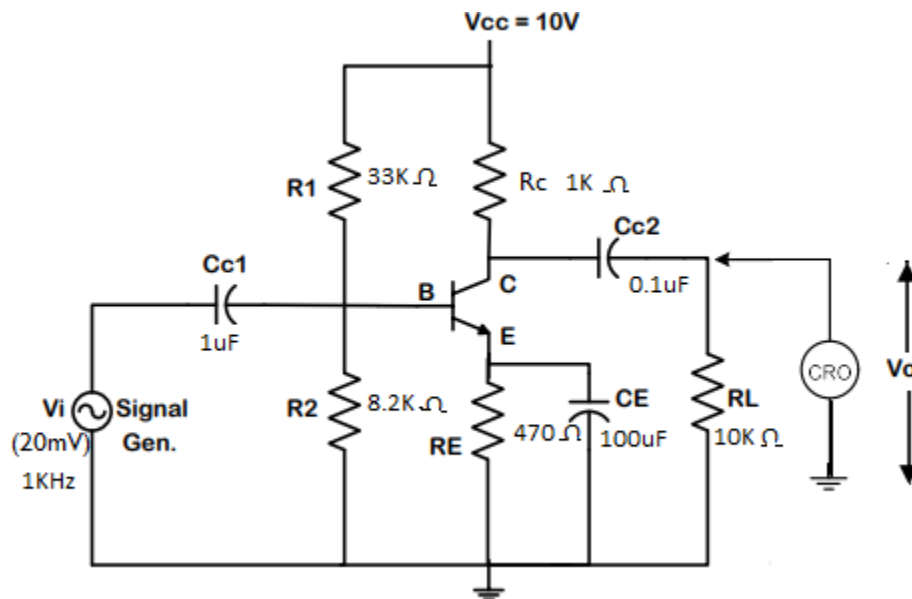 Vcc = 10V
R1
33K Ω
Rc 1K Ω
Cc2
0.1uF
Cc1
1uF
B
C
E
CRO
Vo
Vi
(20mV)
1KHz
Signal
Gen.
R2
8.2K Ω
RE
470 Ω
CE
100uF
RL
10K Ω